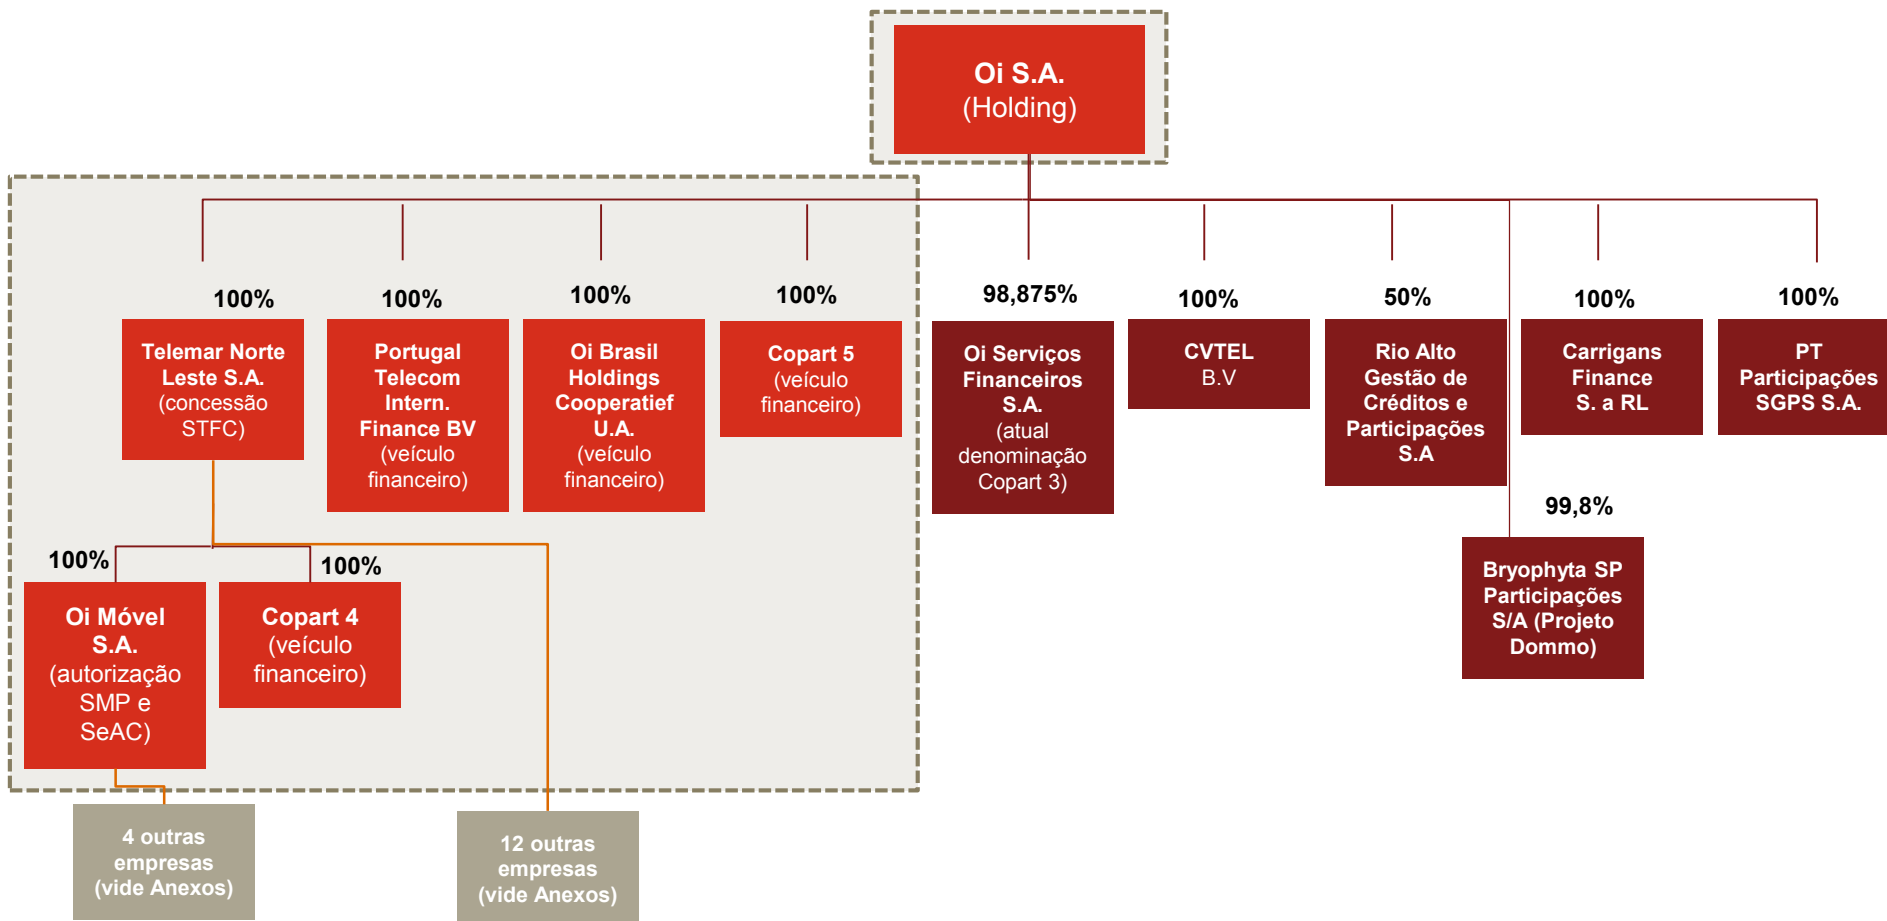 Oi S.A.
(Holding)
100%
100%
100%
100%
98,875%
100%
50%
100%
100%
Telemar Norte
Leste S.A.
(concessão
STFC)
Portugal
Telecom
Intern.
Finance BV
(veículo
financeiro)
Oi Brasil
Holdings
Cooperatief
U.A.
(veículo
financeiro)
Copart 5
(veículo
financeiro)
Oi Serviços
Financeiros
S.A.
(atual
denominação
Copart 3)
CVTEL
B.V
Rio Alto
Gestão de
Créditos e
Participações
S.A
Carrigans
Finance
S. a RL
PT
Participações
SGPS S.A.
99,8%
Bryophyta SP
Participações
S/A (Projeto
Dommo)
100%
100%
Oi Móvel
S.A.
(autorização
SMP e
SeAC)
Copart 4
(veículo
financeiro)
4 outras
empresas
(vide Anexos)
12 outras
empresas
(vide Anexos)